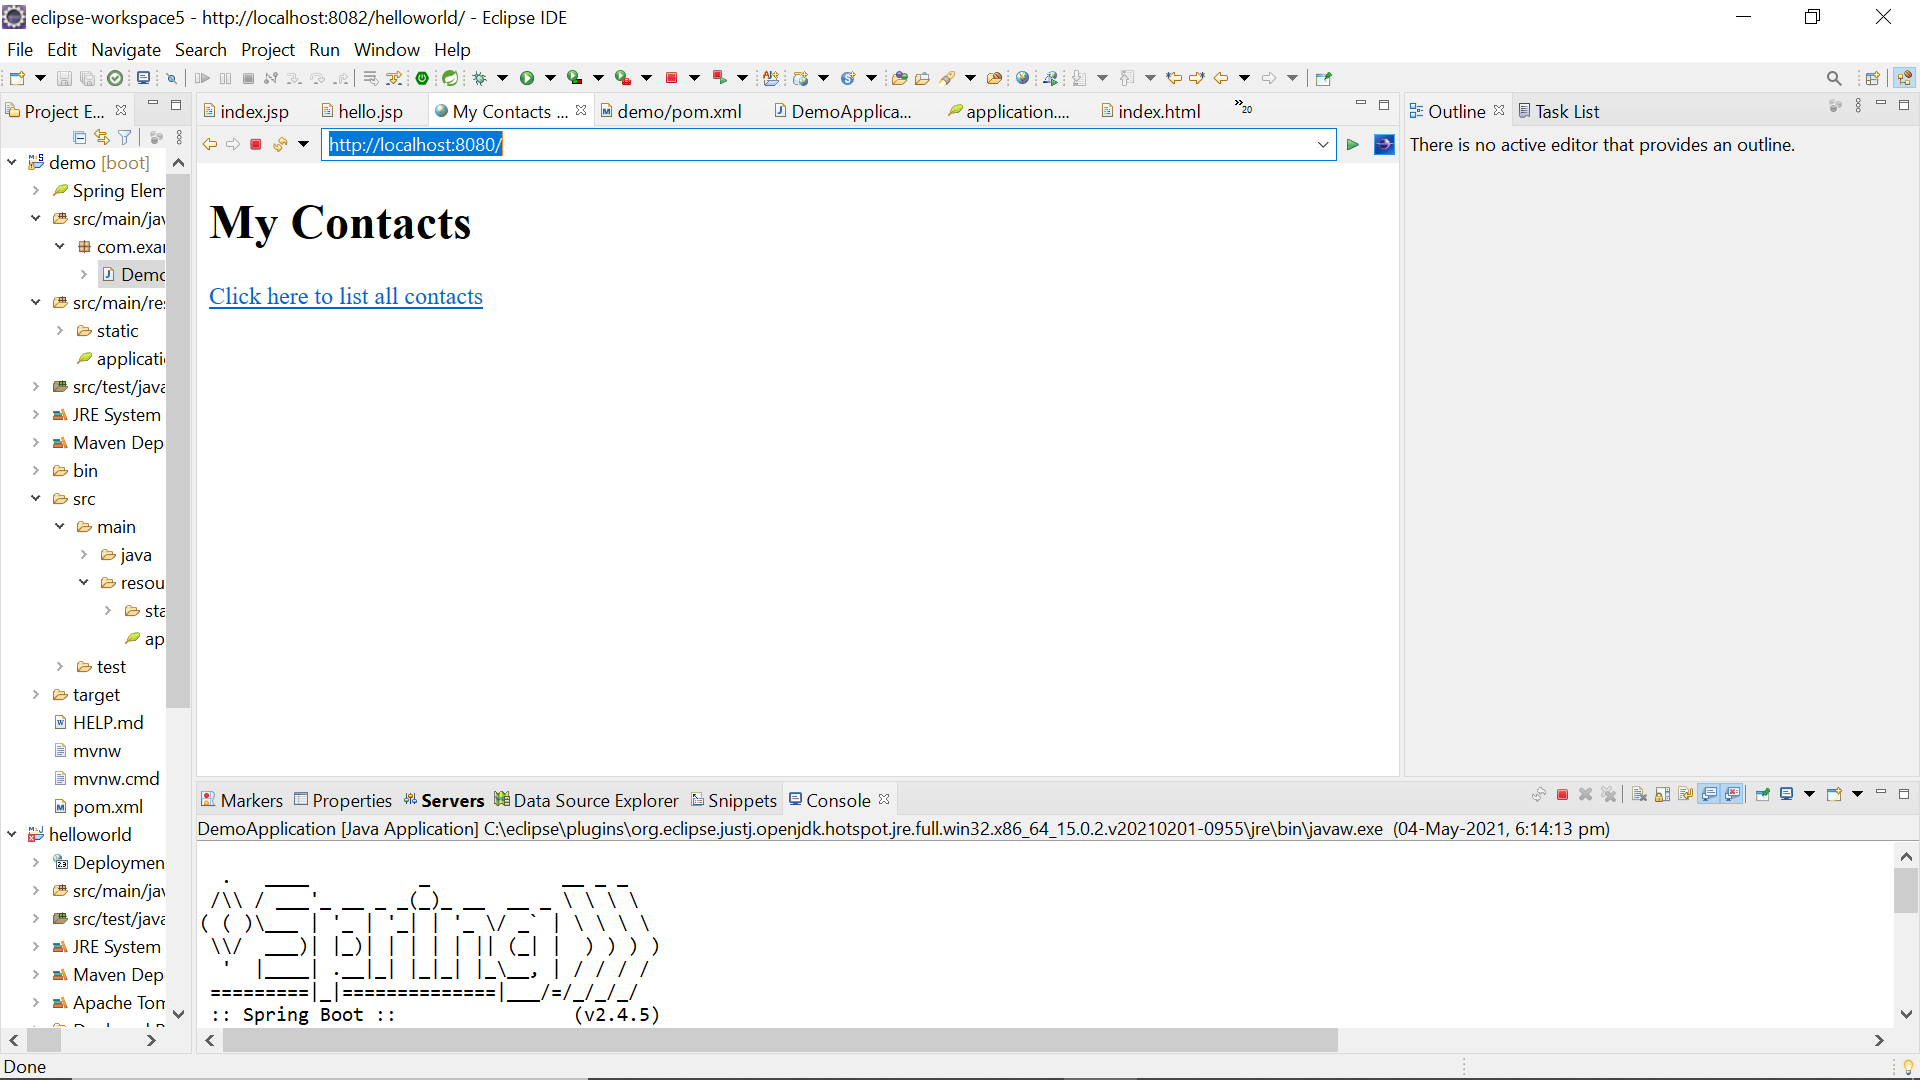 eclipse-workspace5 - http://localhost:8082/helloworld/ - Eclipse IDE
File Edit Navigate Search Project Run Window Help
Project E...
index.jsp
hello.jsp
My Contacts ...
demo/pom.xml
DemoApplica...
application....
index.html
20
Outline
Task List
http://localhost:8080/
There is no active editor that provides an outline.
demo [boot]
Spring Elem
src/main/jav
com.exar
Demo
src/main/res
static
applicati
src/test/java
JRE System
Maven Dep
bin
src
main
java
resou
sta
ap
test
target
HELP.md
mvnw
mvnw.cmd
pom.xml
helloworld
Deploymen
src/main/jav
src/test/java
JRE System
Maven Dep
Apache Tom
My Contacts
Click here to list all contacts
Markers
Properties
Servers
Data Source Explorer
Snippets
Console
DemoApplication [Java Application] C:\eclipse\plugins\org.eclipse.justj.openjdk.hotspot.jre.full.win32.x86_64_15.0.2.v20210201-0955\jre\bin\javaw.exe (04-May-2021, 6:14:13 pm)
Spring
:: Spring Boot :: (v2.4.5)
Done